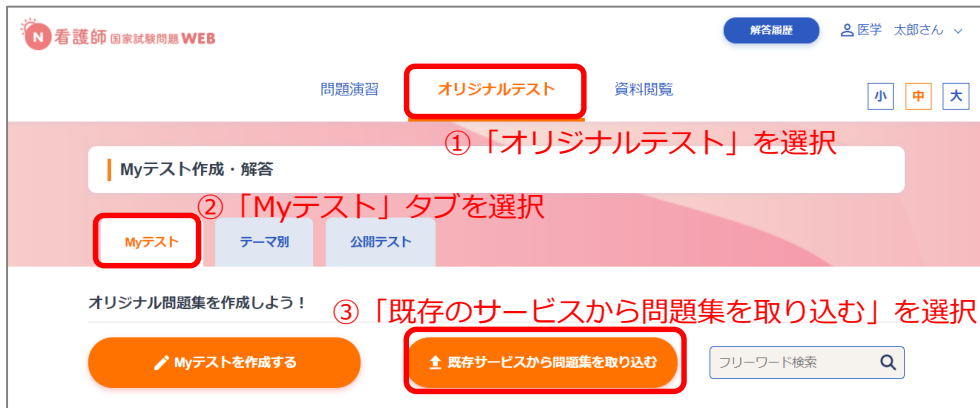 N 看護師 国家試験問題 WEB
解答履歴
医学 太郎さん
問題演習
オリジナルテスト
資料閲覧
小 中 大
①「オリジナルテスト」を選択
Myテスト作成・解答
②「Myテスト」タブを選択
Myテスト
テーマ別
公開テスト
オリジナル問題集を作成しよう！
③「既存のサービスから問題集を取り込む」を選択
Myテストを作成する
既存サービスから問題集を取り込む
フリーワード検索